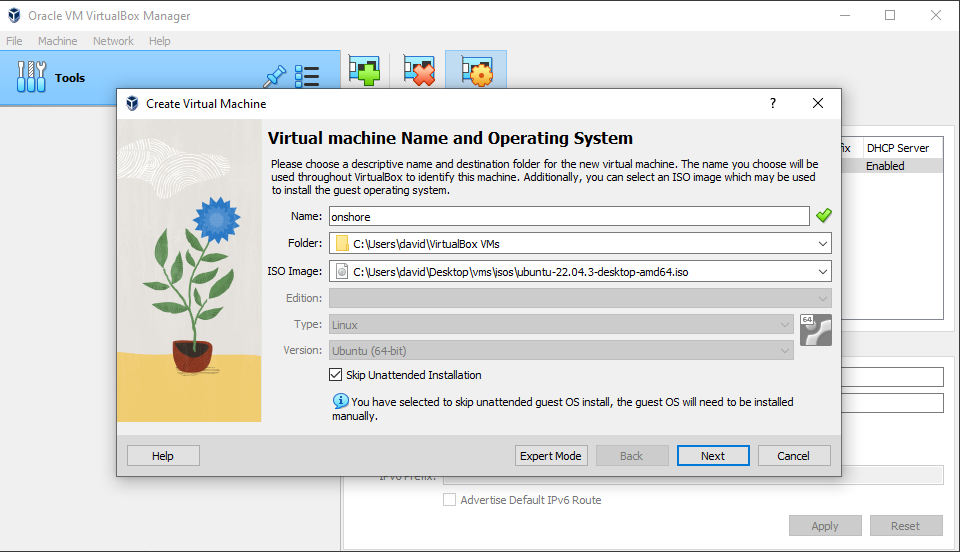 Oracle VM VirtualBox Manager
File Machine Network Help
Tools
Create Virtual Machine
?
Virtual machine Name and Operating System
Please choose a descriptive name and destination folder for the new virtual machine. The name you choose will be
used throughout VirtualBox to identify this machine. Additionally, you can select an ISO image which may be used
to install the guest operating system.
Name: onshore
Folder: C:\Users\david\VirtualBox VMs
ISO Image: C:\Users\david\Desktop\vms\isos\ubuntu-22.04.3-desktop-amd64.iso
Edition:
Type: Linux
64
Version: Ubuntu (64-bit)
Skip Unattended Installation
You have selected to skip unattended guest OS install, the guest OS will need to be installed
manually.
Help Expert Mode Back Next Cancel
DHCP Server
Enabled
IPv6 Prefix:
Advertise Default IPv6 Route
Apply Reset